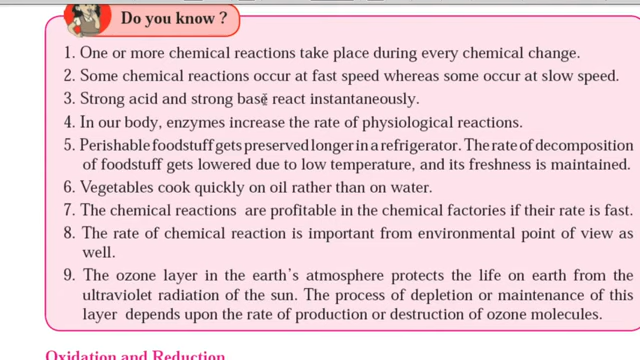 Do you know ?
1. One or more chemical reactions take place during every chemical change.
2. Some chemical reactions occur at fast speed whereas some occur at slow speed.
3. Strong acid and strong base react instantaneously.
4. In our body, enzymes increase the rate of physiological reactions.
5. Perishable foodstuff gets preserved longer in a refrigerator. The rate of decomposition
of foodstuff gets lowered due to low temperature, and its freshness is maintained.
6. Vegetables cook quickly on oil rather than on water.
7. The chemical reactions are profitable in the chemical factories if their rate is fast.
8. The rate of chemical reaction is important from environmental point of view as
well.
9. The ozone layer in the earth's atmosphere protects the life on earth from the
ultraviolet radiation of the sun. The process of depletion or maintenance of this
layer depends upon the rate of production or destruction of ozone molecules.
Oxidation and Reduction